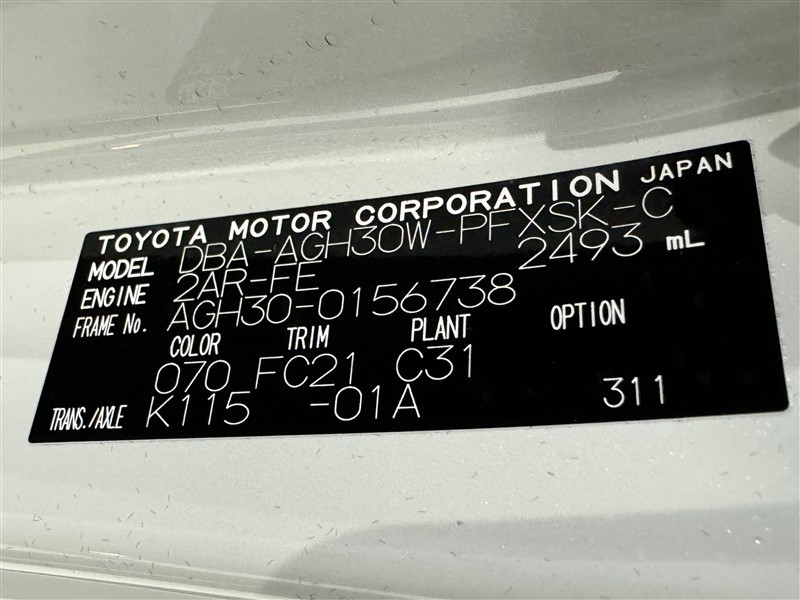 TOYOTA MOTOR CORPORATION JAPAN
MODEL DBA-AGH30W-PFXSK-C
ENGINE 2AR-FE 2493 mL
FRAME No. AGH30-0156738
COLOR TRIM PLANT OPTION
070 FC21 C31
TRANS./AXLE K115 -01A 311